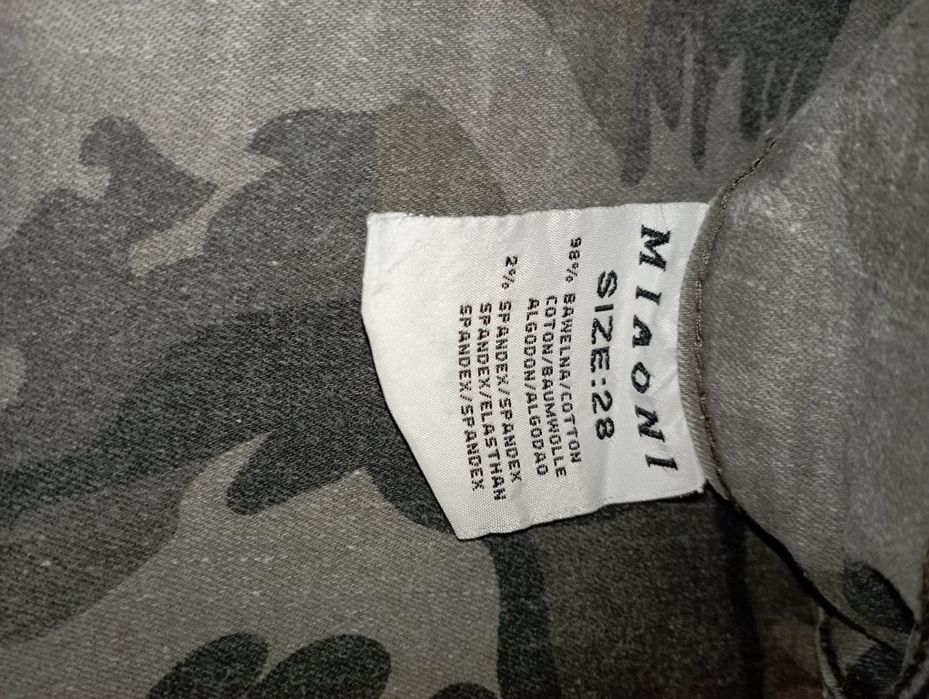 MIAONI
SIZE:28
98% BAWELNA/COTTON
COTON/BAUMWOLLE
ALGODON/ALGODAO
2% SPANDEX/SPANDEX
SPANDEX/ELASTHAN
SPANDEX/SPANDEX